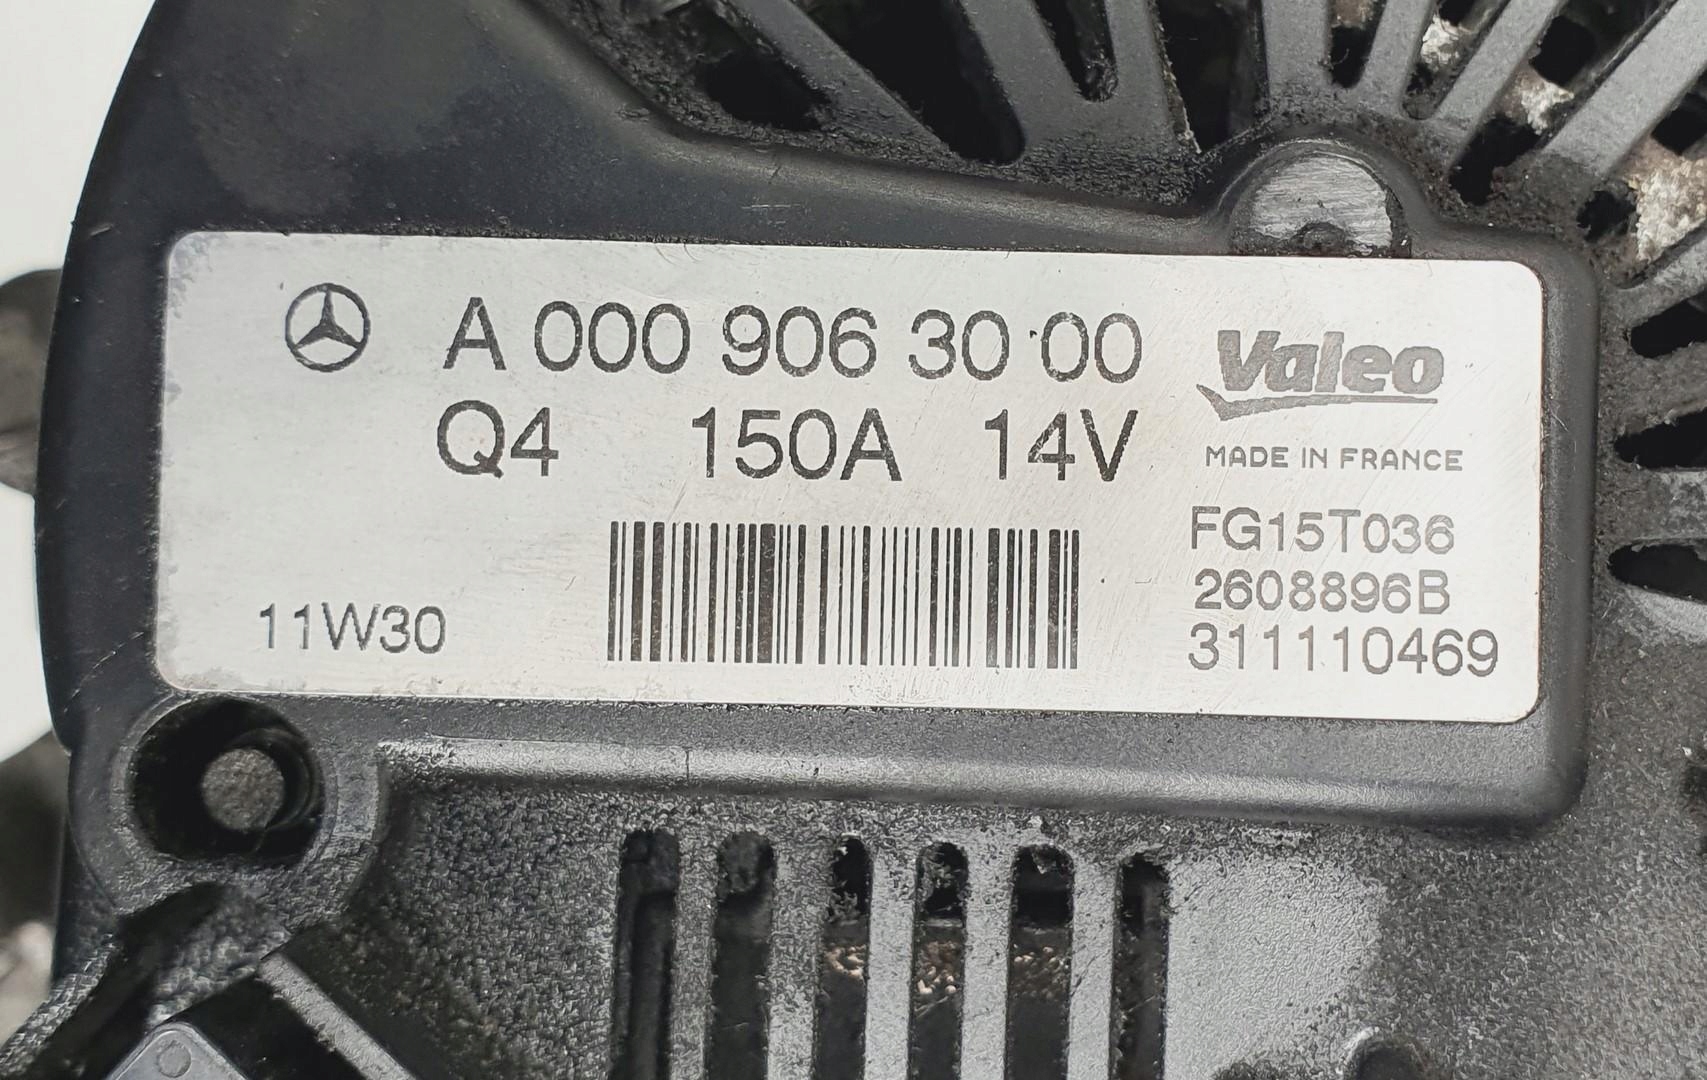 A 000 906 30 00
Q4 150A 14V
Valeo
MADE IN FRANCE
FG15T036
2608896B
311110469
11W30